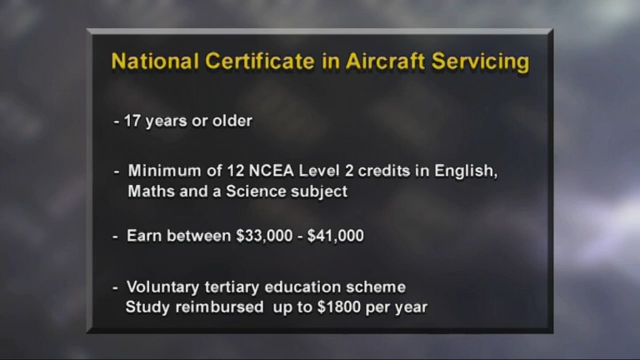 National Certificate in Aircraft Servicing
- 17 years or older
- Minimum of 12 NCEA Level 2 credits in English,
Maths and a Science subject
- Earn between $33,000 - $41,000
- Voluntary tertiary education scheme
Study reimbursed up to $1800 per year